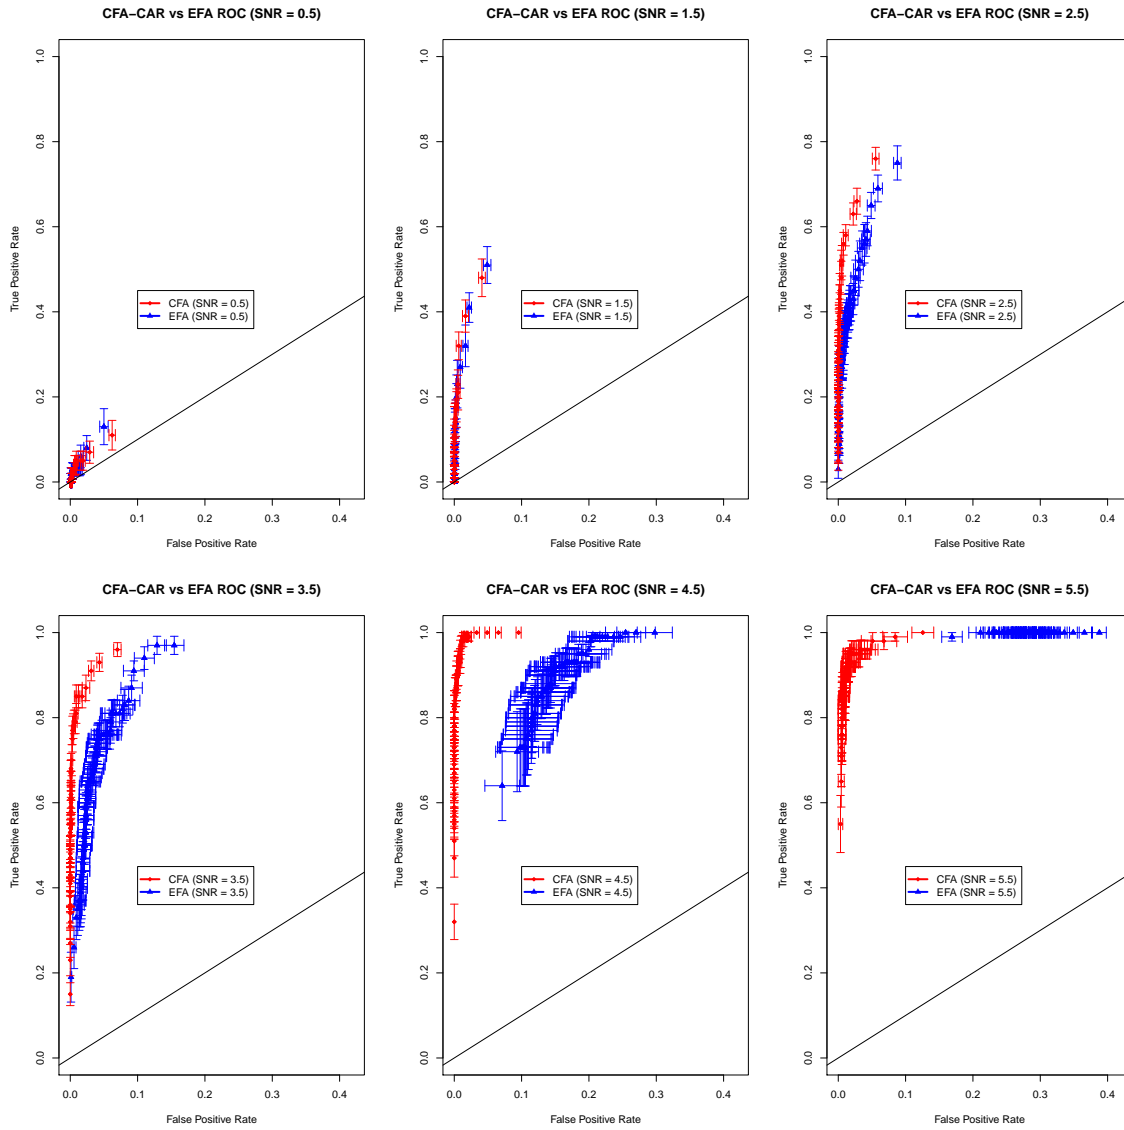 CFA−CAR vs EFA ROC (SNR = 0.5)
True Positive Rate
1.0
0.8
0.6
0.4
0.2
0.0
CFA (SNR = 0.5)
EFA (SNR = 0.5)
0.0 0.1 0.2 0.3 0.4
False Positive Rate
CFA−CAR vs EFA ROC (SNR = 1.5)
True Positive Rate
1.0
0.8
0.6
0.4
0.2
0.0
CFA (SNR = 1.5)
EFA (SNR = 1.5)
0.0 0.1 0.2 0.3 0.4
False Positive Rate
CFA−CAR vs EFA ROC (SNR = 2.5)
True Positive Rate
1.0
0.8
0.6
0.4
0.2
0.0
CFA (SNR = 2.5)
EFA (SNR = 2.5)
0.0 0.1 0.2 0.3 0.4
False Positive Rate
CFA−CAR vs EFA ROC (SNR = 3.5)
True Positive Rate
1.0
0.8
0.6
0.4
0.2
0.0
CFA (SNR = 3.5)
EFA (SNR = 3.5)
0.0 0.1 0.2 0.3 0.4
False Positive Rate
CFA−CAR vs EFA ROC (SNR = 4.5)
True Positive Rate
1.0
0.8
0.6
0.4
0.2
0.0
CFA (SNR = 4.5)
EFA (SNR = 4.5)
0.0 0.1 0.2 0.3 0.4
False Positive Rate
CFA−CAR vs EFA ROC (SNR = 5.5)
True Positive Rate
1.0
0.8
0.6
0.4
0.2
0.0
CFA (SNR = 5.5)
EFA (SNR = 5.5)
0.0 0.1 0.2 0.3 0.4
False Positive Rate